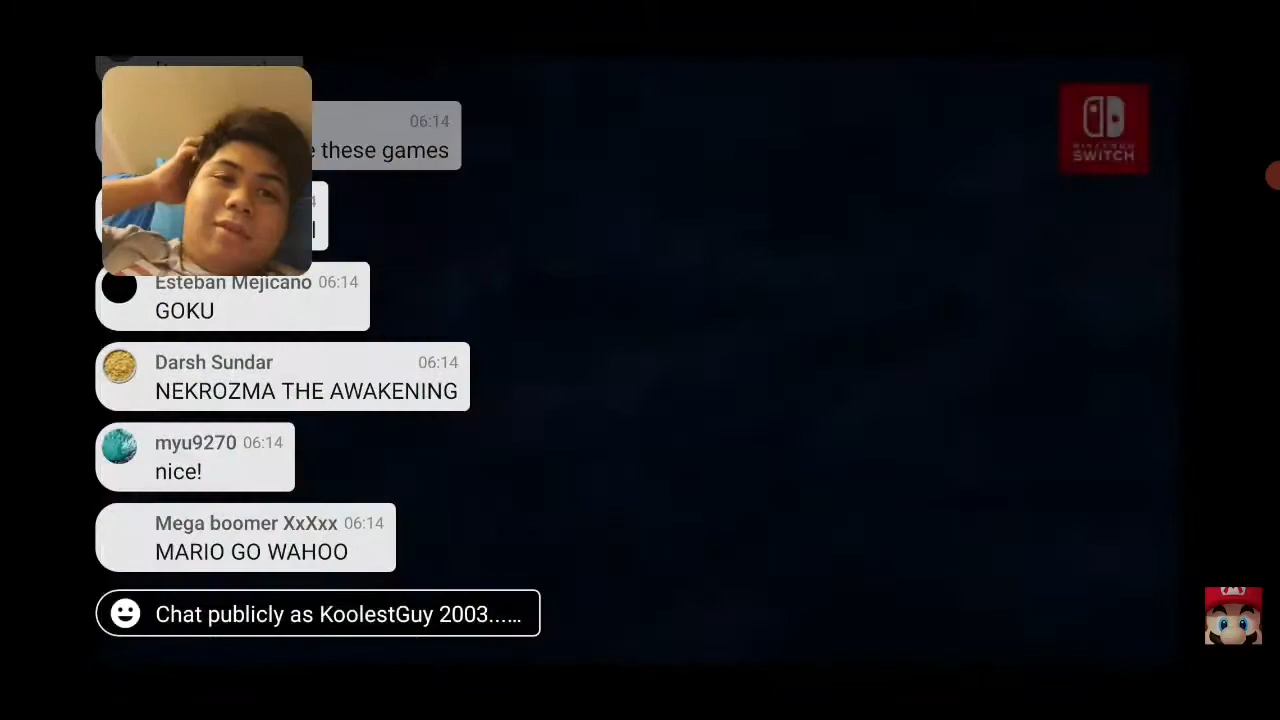 06:14
these games
Esteban Mejicano 06:14
GOKU
Darsh Sundar 06:14
NEKROZMA THE AWAKENING
myu9270 06:14
nice!
Mega boomer XxXxx 06:14
MARIO GO WAHOO
Chat publicly as KoolestGuy 2003...…
NINTENDO
SWITCH
M